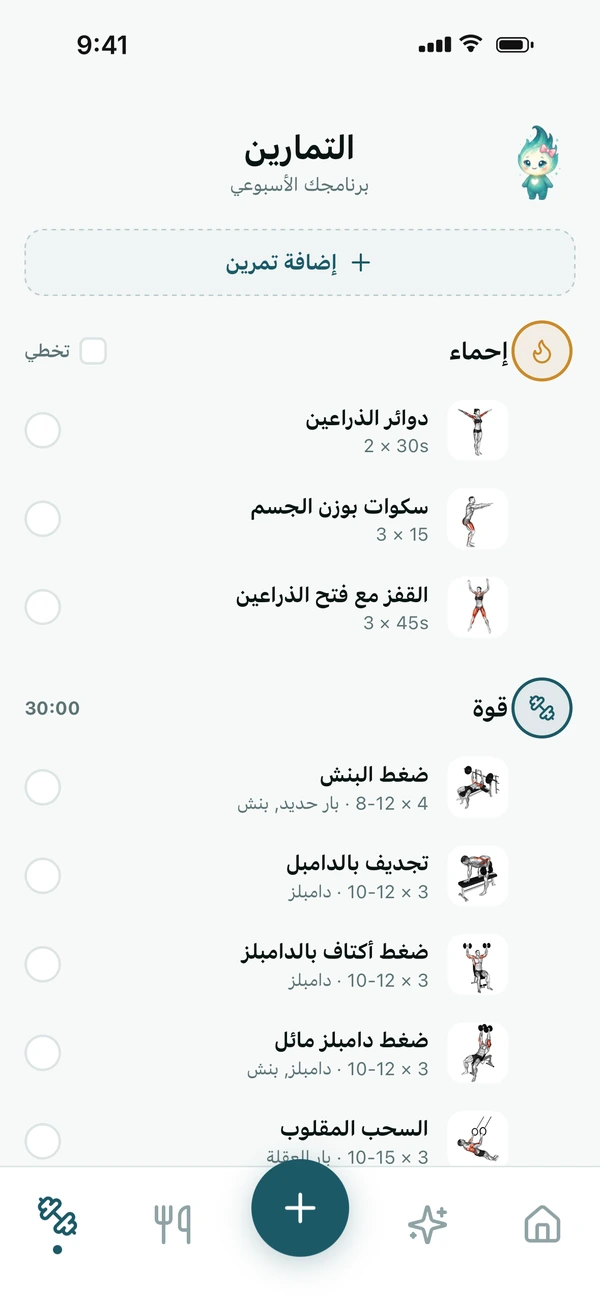 9:41
التمارين
برنامجك الأسبوعي
+ إضافة تمرين
إحماء
تخطي
دوائر الذراعين
2 × 30s
سكوات بوزن الجسم
3 × 15
القفز مع فتح الذراعين
3 × 45s
قوة
30:00
ضغط البنش
4 × 8-12 · بار حديد, بنش
تجديف بالدامبل
3 × 10-12 · دامبلز
ضغط أكتاف بالدامبلز
3 × 10-12 · دامبلز
ضغط دامبلز مائل
3 × 10-12 · دامبلز, بنش
السحب المقلوب
3 × 10-15 · بار العقلة